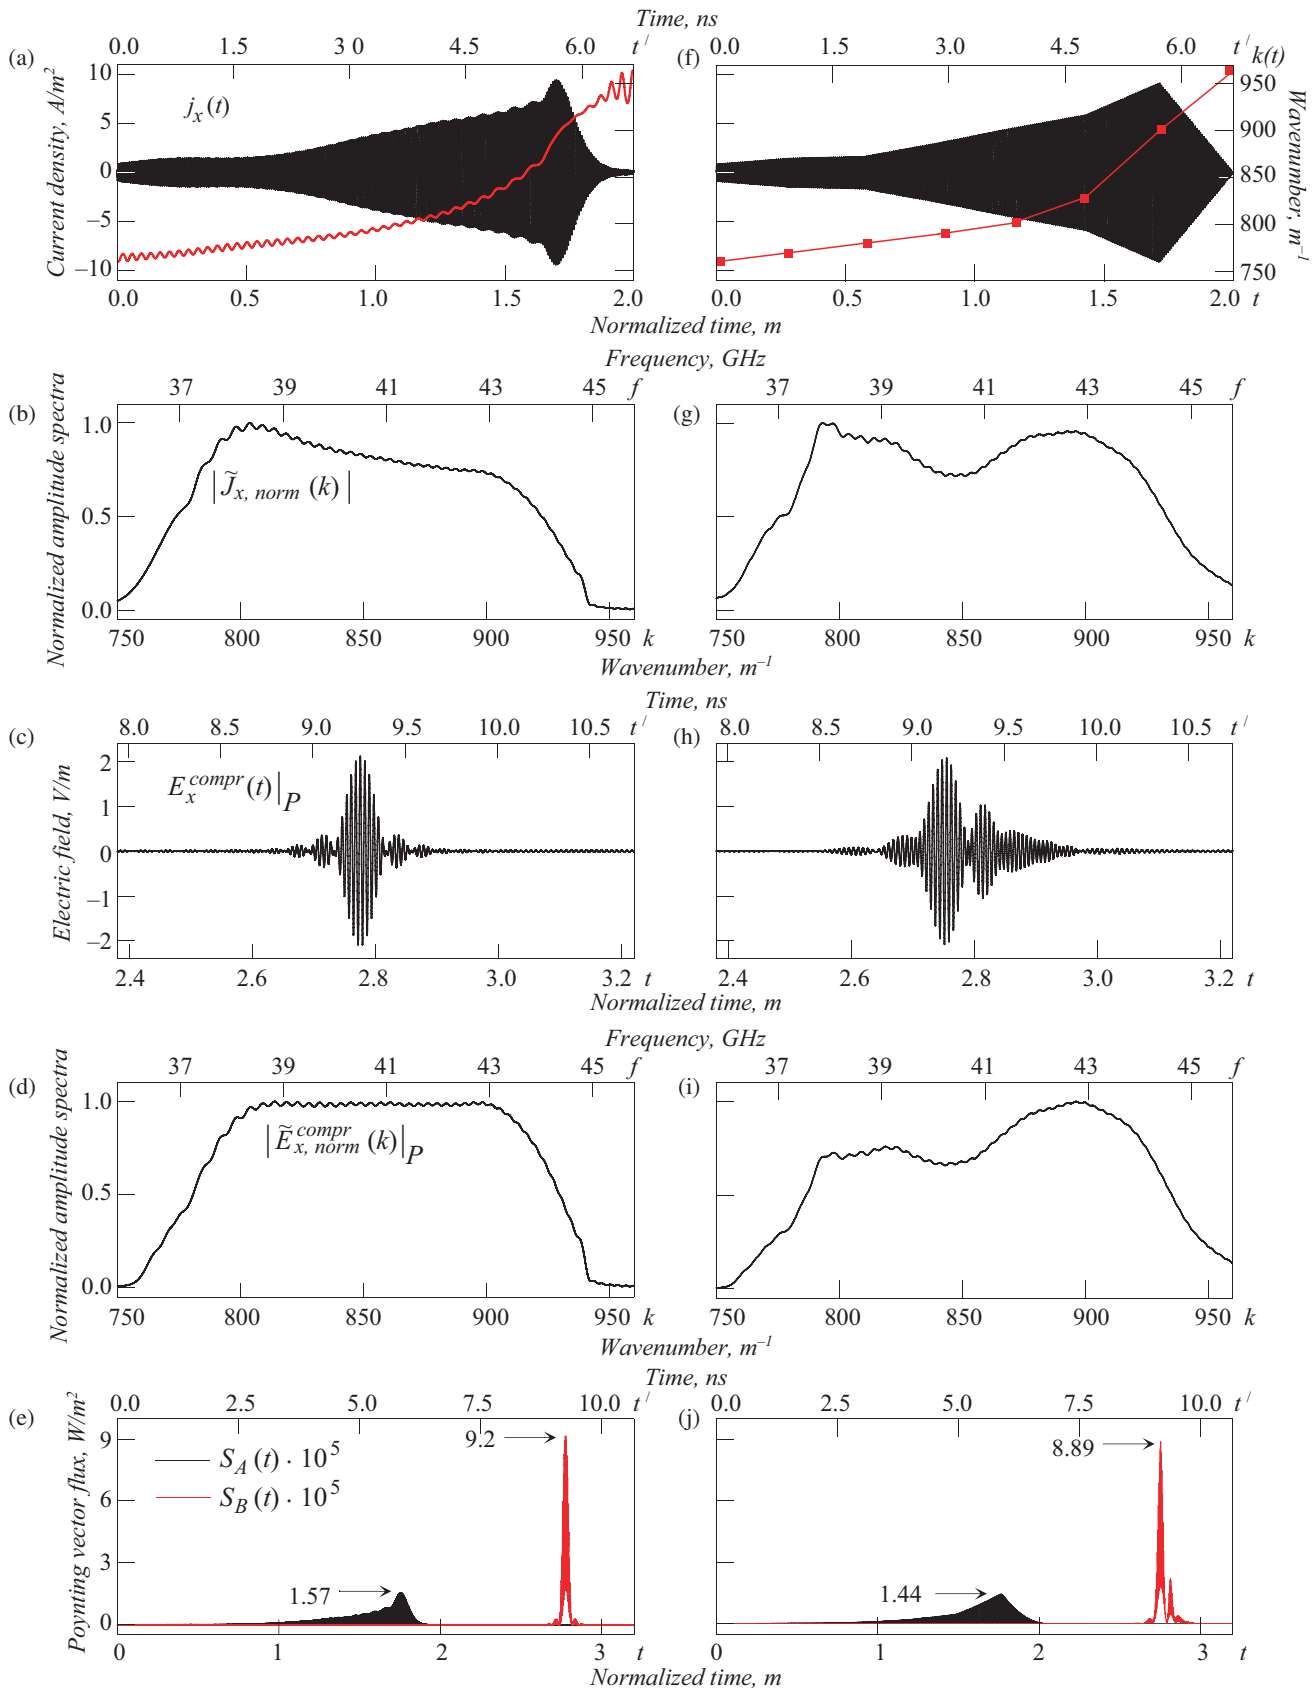 Time, ns
(a) 0.0 1.5 3 0 4.5 6.0 t′
Current density, A/m²
10
5
0
−5
−10
j_x(t)
0.0 0.5 1.0 1.5 2.0
Normalized time, m
(f) 0.0 1.5 3.0 4.5 6.0 t′ k(t)
950
900
850
800
750
Wavenumber, m⁻¹
0.0 0.5 1.0 1.5 2.0 t
Frequency, GHz
(b) 37 39 41 43 45 f
Normalized amplitude spectra
1.0
0.5
0.0
|J̃_x, norm (k)|
750 800 850 900 950 k
(g) 37 39 41 43 45 f
750 800 850 900 950 k
Wavenumber, m⁻¹
Time, ns
(c) 8.0 8.5 9.0 9.5 10.0 10.5 t′
Electric field, V/m
2
1
0
−1
−2
E_x^compr(t)|_P
2.4 2.6 2.8 3.0 3.2 t
(h) 8.0 8.5 9.0 9.5 10.0 10.5 t′
2.4 2.6 2.8 3.0 3.2 t
Normalized time, m
Frequency, GHz
(d) 37 39 41 43 45 f
Normalized amplitude spectra
1.0
0.5
0.0
|Ẽ_x, norm^compr (k)|_P
750 800 850 900 950 k
(i) 37 39 41 43 45 f
750 800 850 900 950 k
Wavenumber, m⁻¹
Time, ns
(e) 0.0 2.5 5.0 7.5 10.0 t′
Poynting vector flux, W/m²
9
6
3
0
9.2
S_A(t) · 10⁵
S_B(t) · 10⁵
1.57
0 1 2 3 t
(j) 0.0 2.5 5.0 7.5 10.0 t′
8.89
1.44
0 1 2 3 t
Normalized time, m